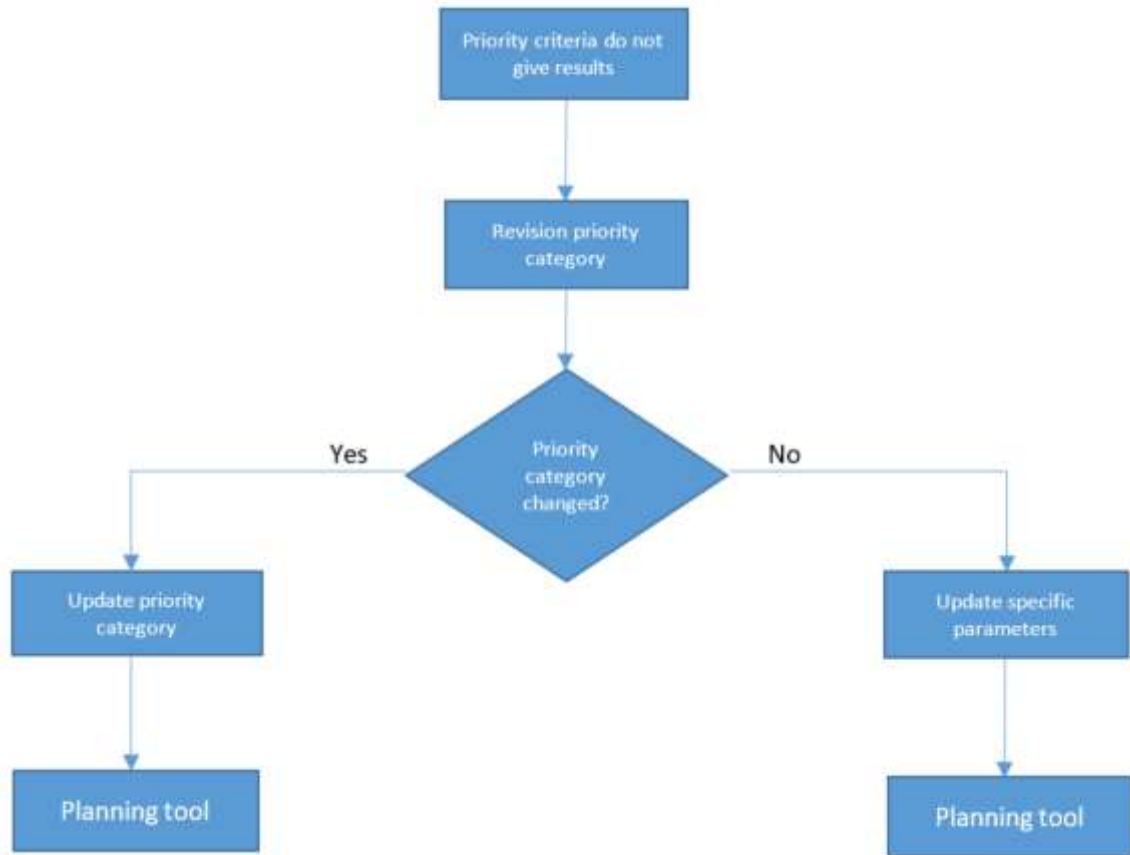 Priority criteria do not
give results
Revision priority
category
Priority
category
changed?
Yes
No
Update priority
category
Update specific
parameters
Planning tool
Planning tool